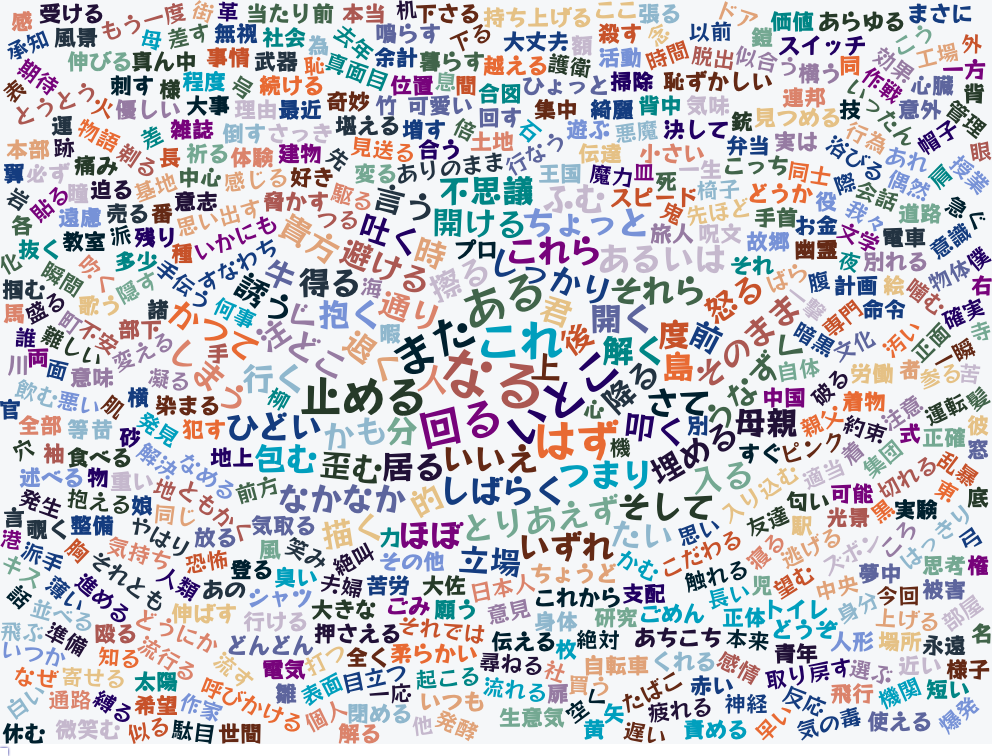 感 受ける もう一度 街 革 当たり前 本当 机 下さる 持ち上げる ここ 張る ドア 価値 あらゆる まさに
承知 風景 母 差す 無視 社会 為 去年 鳴らす 下る 大丈夫 額 殺す 念 以前 鏡 スイッチ こう 工場 外
期待 伸びる 真ん中 事情 武器 恥 真面目 余計 暮らす 越える 護衛 活動 時間 脱出 似合う 構う 同 効果 一方
表 とうとう 火 刺す 様 程度 号 続ける 位置 息 間 合図 ひょっと 掃除 恥ずかしい 作戦 心臓 背
優しい 大事 理由 最近 奇妙 竹 可愛い 回す 集中 綺麗 背中 気味 連邦 技 いったん 意外 管理
運 物語 差 雑誌 倒す さっき 堪える 増す 倍 石 遊ぶ 悪魔 決して 銃 見つめる 行為 帽子
本部 跡 剃る 長 祈る 体験 建物 先 見送る 合う 土地 行なう 伝達 小さい 弁当 実は 浴びる あれ 眼
翼 必ず 痛み 基地 中心 感じる 好き 変る ありのまま 王国 魔力 皿 死 一生 こっち 同士 際 偶然 肩 授業
岩 貼る 瞳 迫る 意志 脅かす 駆る 言う 不思議 ふむ スピード 椅子 どうか 役 会話 急ぐ
各 遠慮 売る 番 思い出す つる 吐く 開ける ちょっと 鬼 先ほど 手首 お金 我々 道路
抜く 教室 派 残り 種 いかにも 貴方 避ける 時 プロ これら 旅人 呪文 故郷 幽霊 文学 電車 意識 僕
化 瞬間 吹く 多少 手伝う すなわち 牛 得る 海 擦る しっかり あるいは それ ばら 夜 別れる 物体 右
掴む 盛る 歌う 隠す 諸 何事 誘う 抱く 通り ある 君 それら 怒る 撃 腹 計画 絵 噛む
馬 町 不安 部下 かつて 注ぐ 暇 また これ 後 開く 度 前 そのまま 専門 命令 確実
誰 難しい 変える しまう 手 どこ 退く 人 なる 上 解く 島 なす 暗黒 文化 汚い 正面 寺
川 両 面 意味 凝る 行く 柳 止める こと 降る 自体 労働 者 一瞬 参る 苦
飲む 悪い 肌 横 染まる 心 さて 中国 破る 着物 運転 髪
官 全部 等 昔 砂 発見 犯す ひどい かも 分 回る いと はず 機 叩く 別 母親 親父 約束 注意 彼
穴 袖 食べる 解決 なめる 地上 包む 歪む 居る いいえ つまり 埋める すぐ ピンク 適当 式 正確 窓
述べる 物 重い 地 前方 なかなか 的 しばらく 入る 入り込む 着 集団 乱暴
発生 抱える 娘 同じ ともかく 気取る 描く ほぼ とりあえず そして 友達 匂い 可能 切れる 東 底
言 覗く 整備 やはり 放る 風 力 いずれ たい 思い 駅 光景 黒 実験
港 派手 胸 気持ち 恐怖 笑み 絶叫 その他 立場 かむ こだわる 寝る 逃げる スポンころ はっきり 弓
キス 薄い それとも 人類 あの 登る 臭い 夫婦 苦労 大佐 日本人 ちょうど 触れる 児 望む 夢中 思考 権
話 並べる 進める 伸ばす シャツ 大きな ごみ 願う 意見 これから 支配 長い 中央 今回 被害
飛ぶ 準備 殴る どうにか 行ける 押さえる それでは 身体 研究 ごめん 正体 トイレ 身分 上げる 部屋
いつか 知る 流行る 流す どんどん 打つ 全く 柔らかい 伝える 枚 絶対 あちこち 本来 どうぞ 人形 場所 永遠 名
なぜ 寄せる 太陽 電気 目立つ 尋ねる 社 自転車 くれる 感情 青年 取り戻す 選ぶ 近い 様子
白い 通路 縛る 希望 作家 呼びかける 雛 表面 一応 起こる 流れる 扉 買う たばこ 赤い 神経 反応 飛行 機関 短い
休む 微笑む 似る 駄目 世間 個人 解る 閉める 他 いつも 発酵 生意気 空く 矢 黄 遅い 疲れる 責める 早い 気の毒 使える 爆発